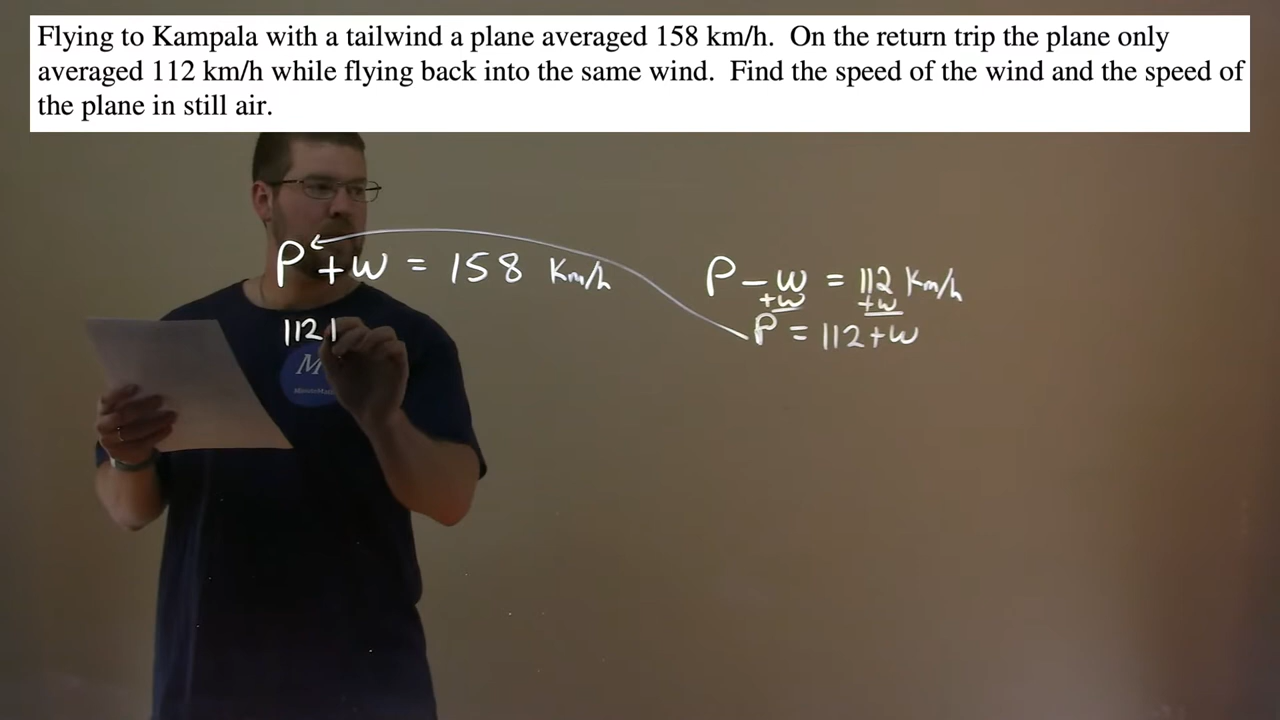 Flying to Kampala with a tailwind a plane averaged 158 km/h. On the return trip the plane only
averaged 112 km/h while flying back into the same wind. Find the speed of the wind and the speed of
the plane in still air.
P + w = 158 Km/h
P - w = 112 Km/h
+w +w
P = 112 + w
112
M